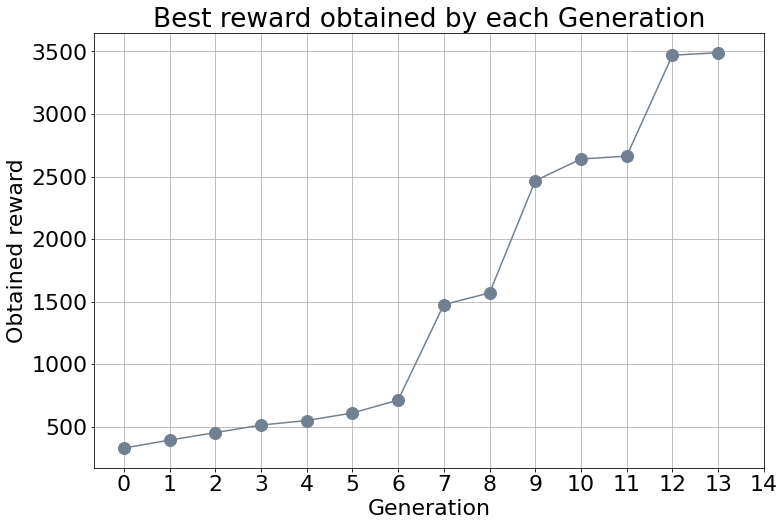 Best reward obtained by each Generation
Obtained reward
3500
3000
2500
2000
1500
1000
500
0 1 2 3 4 5 6 7 8 9 10 11 12 13 14
Generation